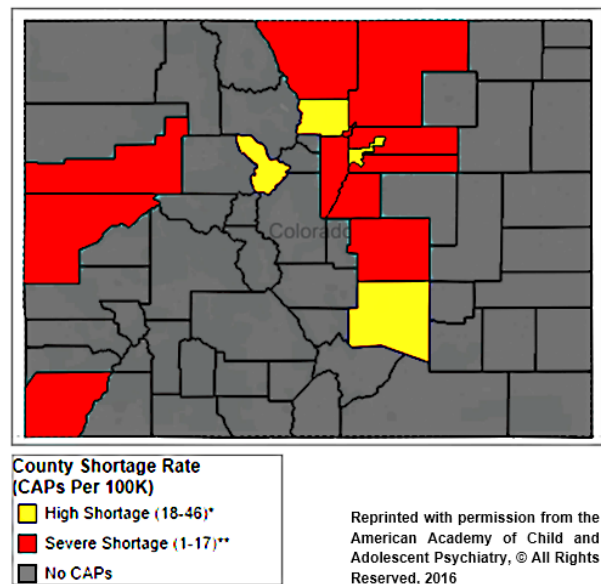 Colorado
County Shortage Rate
(CAPs Per 100K)
High Shortage (18-46)*
Severe Shortage (1-17)**
No CAPs
Reprinted with permission from the
American Academy of Child and
Adolescent Psychiatry, © All Rights
Reserved, 2016